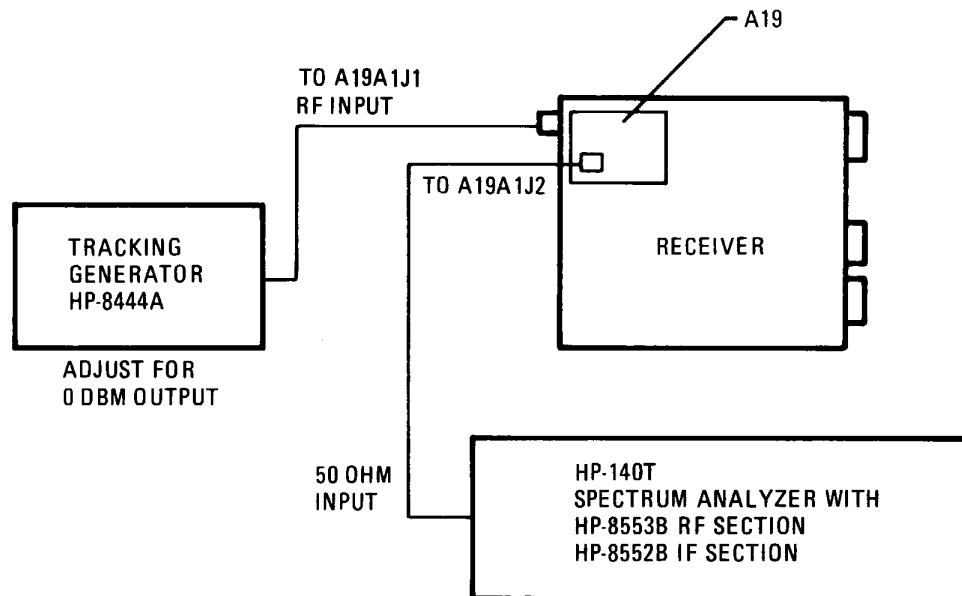 A19
TO A19A1J1
RF INPUT
TO A19A1J2
RECEIVER
TRACKING
GENERATOR
HP-8444A
ADJUST FOR
0 DBM OUTPUT
50 OHM
INPUT
HP-140T
SPECTRUM ANALYZER WITH
HP-8553B RF SECTION
HP-8552B IF SECTION